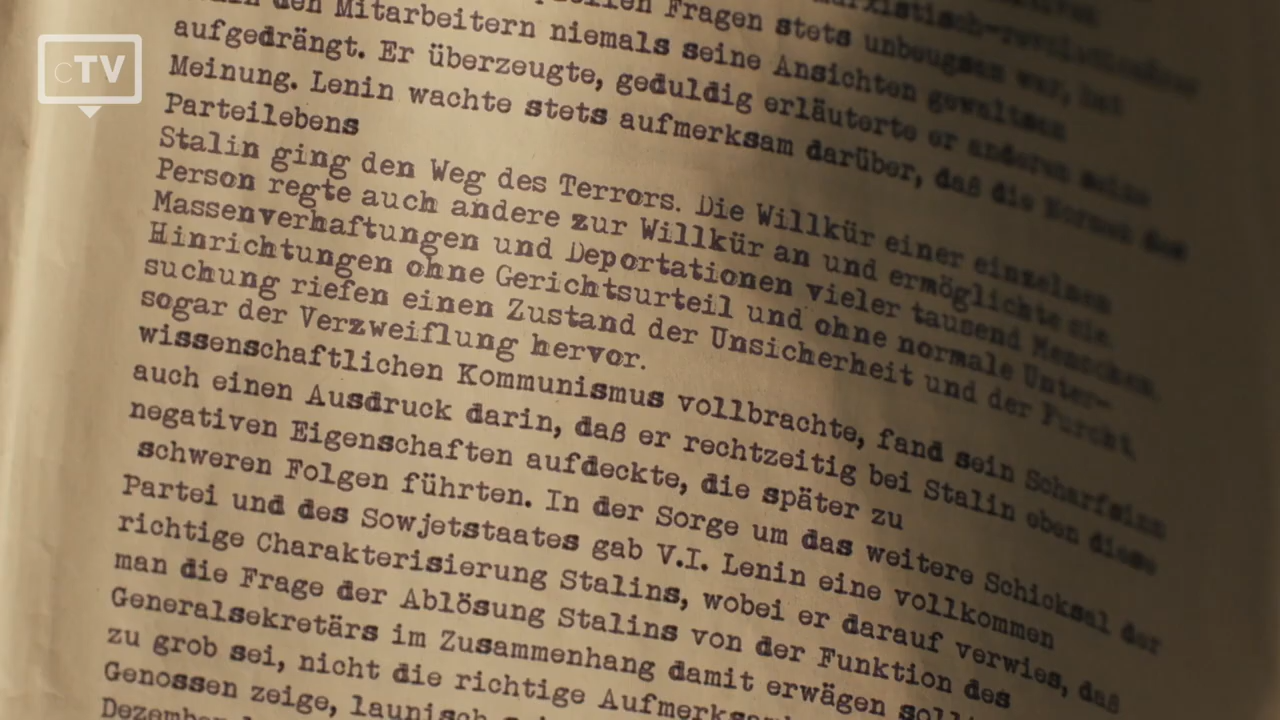 cTV
den Mitarbeitern niemals seine Ansichten gewaltsam
Fragen stets unbeugsam war, hat
aufgedrängt. Er überzeugte, geduldig erläuterte er anderen seine
Meinung. Lenin wachte stets aufmerksam darüber, daß die Normen des
Parteilebens
Stalin ging den Weg des Terrors. Die Willkür einer einzelnen
Person regte auch andere zur Willkür an und ermöglichte sie.
Massenverhaftungen und Deportationen vieler tausend Menschen
Hinrichtungen ohne Gerichtsurteil und ohne normale Unter-
suchung riefen einen Zustand der Unsicherheit und der Furcht,
sogar der Verzweiflung hervor.
wissenschaftlichen Kommunismus vollbrachte, fand sein Scharfsinn
auch einen Ausdruck darin, daß er rechtzeitig bei Stalin eben diese
negativen Eigenschaften aufdeckte, die später zu
schweren Folgen führten. In der Sorge um das weitere Schicksal der
Partei und des Sowjetstaates gab V.I. Lenin eine vollkommen
richtige Charakterisierung Stalins, wobei er darauf verwies, daß
man die Frage der Ablösung Stalins von der Funktion des
Generalsekretärs im Zusammenhang damit erwägen
zu grob sei, nicht die richtige
Genossen zeige, launisch